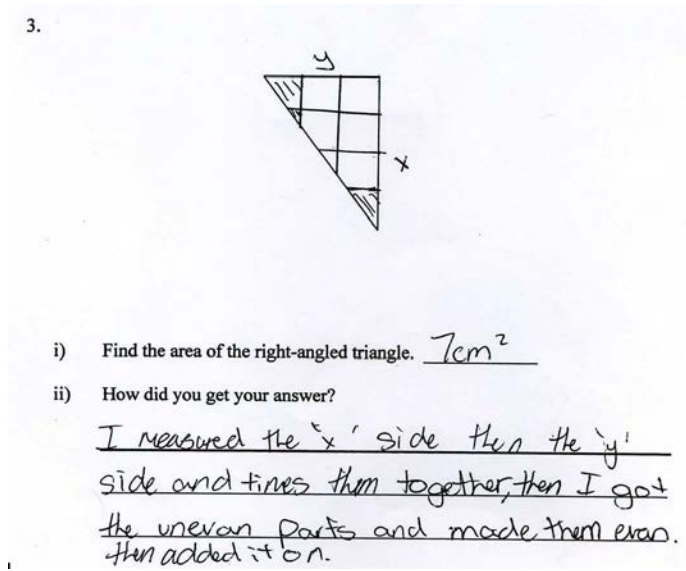 3.
y
x
i) Find the area of the right-angled triangle. 7cm²
ii) How did you get your answer?
I measured the 'x' side then the 'y'
side and times them together, then I got
the unevan parts and made them evan.
then added it on.